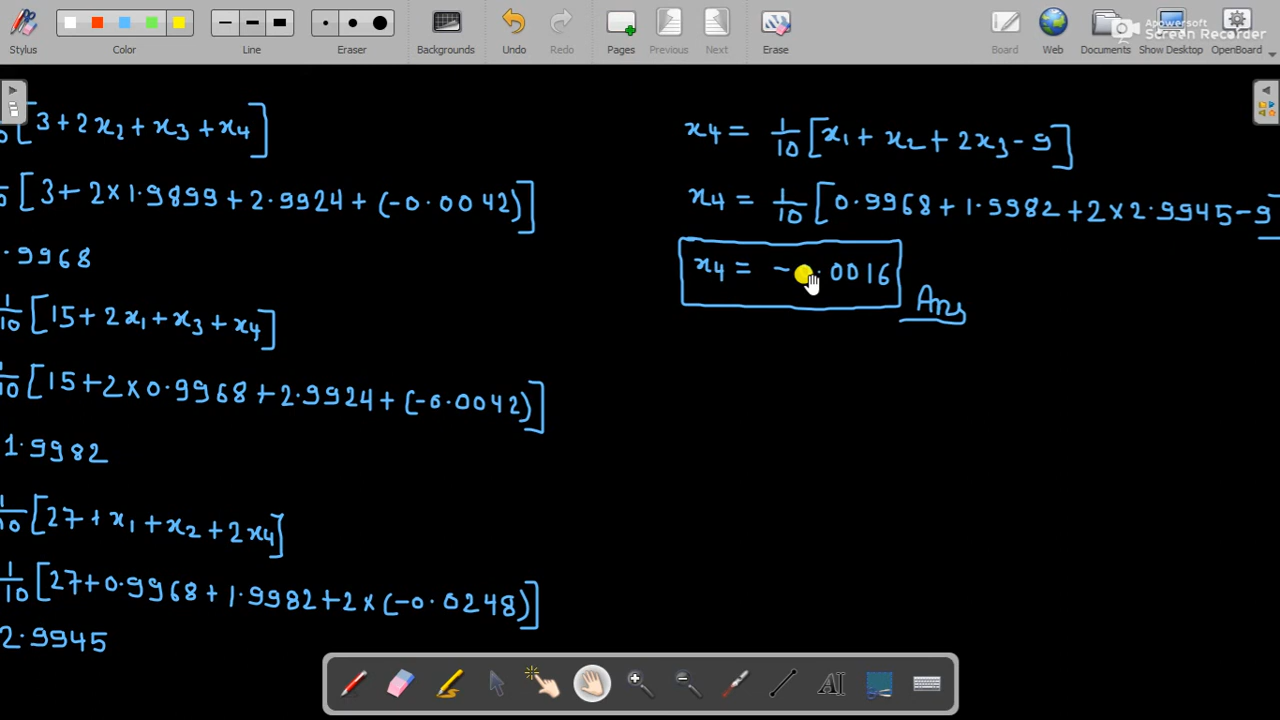 Stylus Color Line Eraser Backgrounds Undo Redo Pages Previous Next Erase Board Web Documents Show Desktop OpenBoard
Apowersoft
Screen Recorder
[3+2x₂+x₃+x₄]
[3+2×1.9899+2.9924+(-0.0042)]
.9968
1/10[15+2x₁+x₃+x₄]
1/10[15+2×0.9968+2.9924+(-0.0042)]
1.9982
1/10[27+x₁+x₂+2x₄]
1/10[27+0.9968+1.9982+2×(-0.0248)]
2.9945
x₄= 1/10[x₁+x₂+2x₃-9]
x₄= 1/10[0.9968+1.9982+2×2.9945-9]
x₄= - .0016
Ans
AI